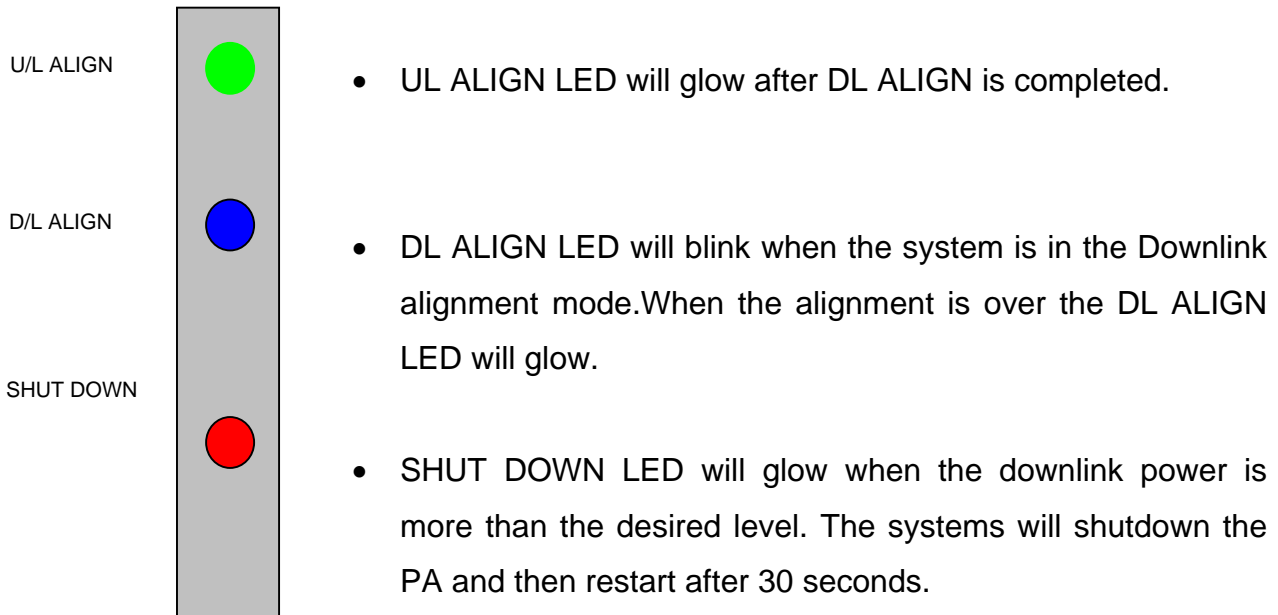 U/L ALIGN
• UL ALIGN LED will glow after DL ALIGN is completed.
D/L ALIGN
• DL ALIGN LED will blink when the system is in the Downlink
alignment mode.When the alignment is over the DL ALIGN
LED will glow.
SHUT DOWN
• SHUT DOWN LED will glow when the downlink power is
more than the desired level. The systems will shutdown the
PA and then restart after 30 seconds.